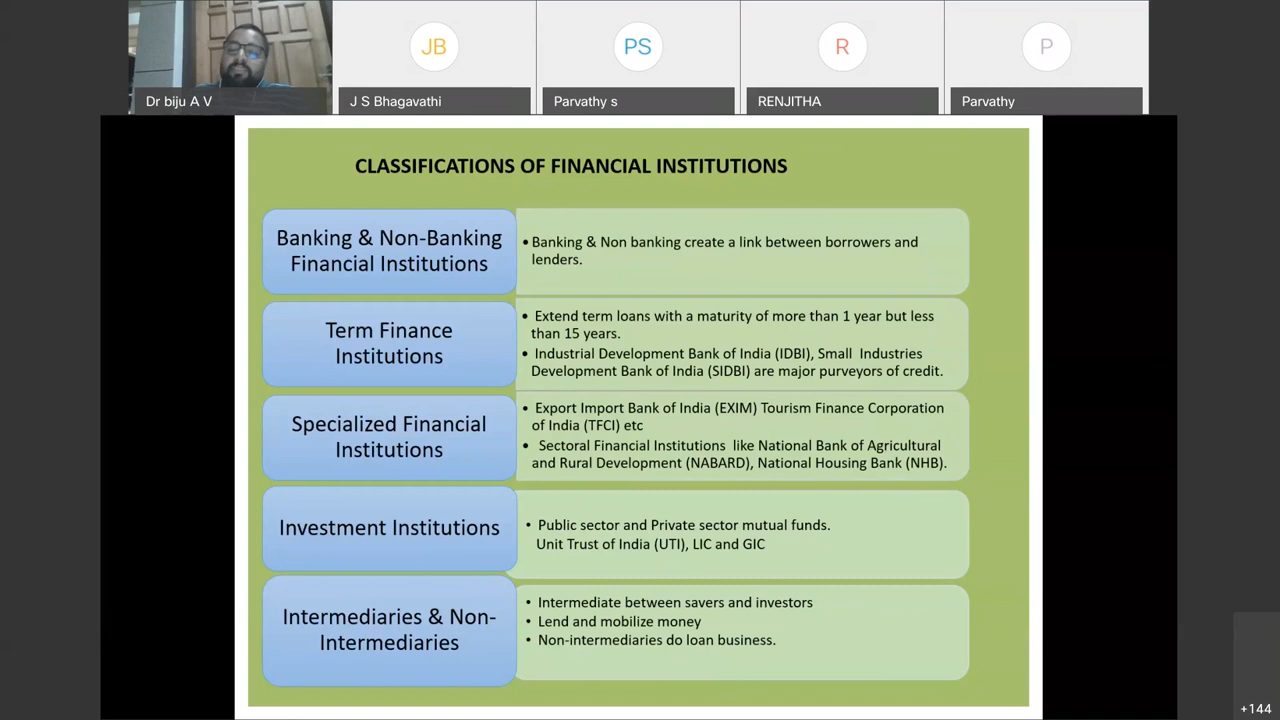 JB
PS
R
P
Dr biju A V
J S Bhagavathi
Parvathy s
RENJITHA
Parvathy
CLASSIFICATIONS OF FINANCIAL INSTITUTIONS
Banking & Non-Banking
Financial Institutions
• Banking & Non banking create a link between borrowers and
lenders.
Term Finance
Institutions
• Extend term loans with a maturity of more than 1 year but less
than 15 years.
• Industrial Development Bank of India (IDBI), Small Industries
Development Bank of India (SIDBI) are major purveyors of credit.
Specialized Financial
Institutions
• Export Import Bank of India (EXIM) Tourism Finance Corporation
of India (TFCI) etc
• Sectoral Financial Institutions like National Bank of Agricultural
and Rural Development (NABARD), National Housing Bank (NHB).
Investment Institutions
• Public sector and Private sector mutual funds.
Unit Trust of India (UTI), LIC and GIC
Intermediaries & Non-
Intermediaries
• Intermediate between savers and investors
• Lend and mobilize money
• Non-intermediaries do loan business.
+144